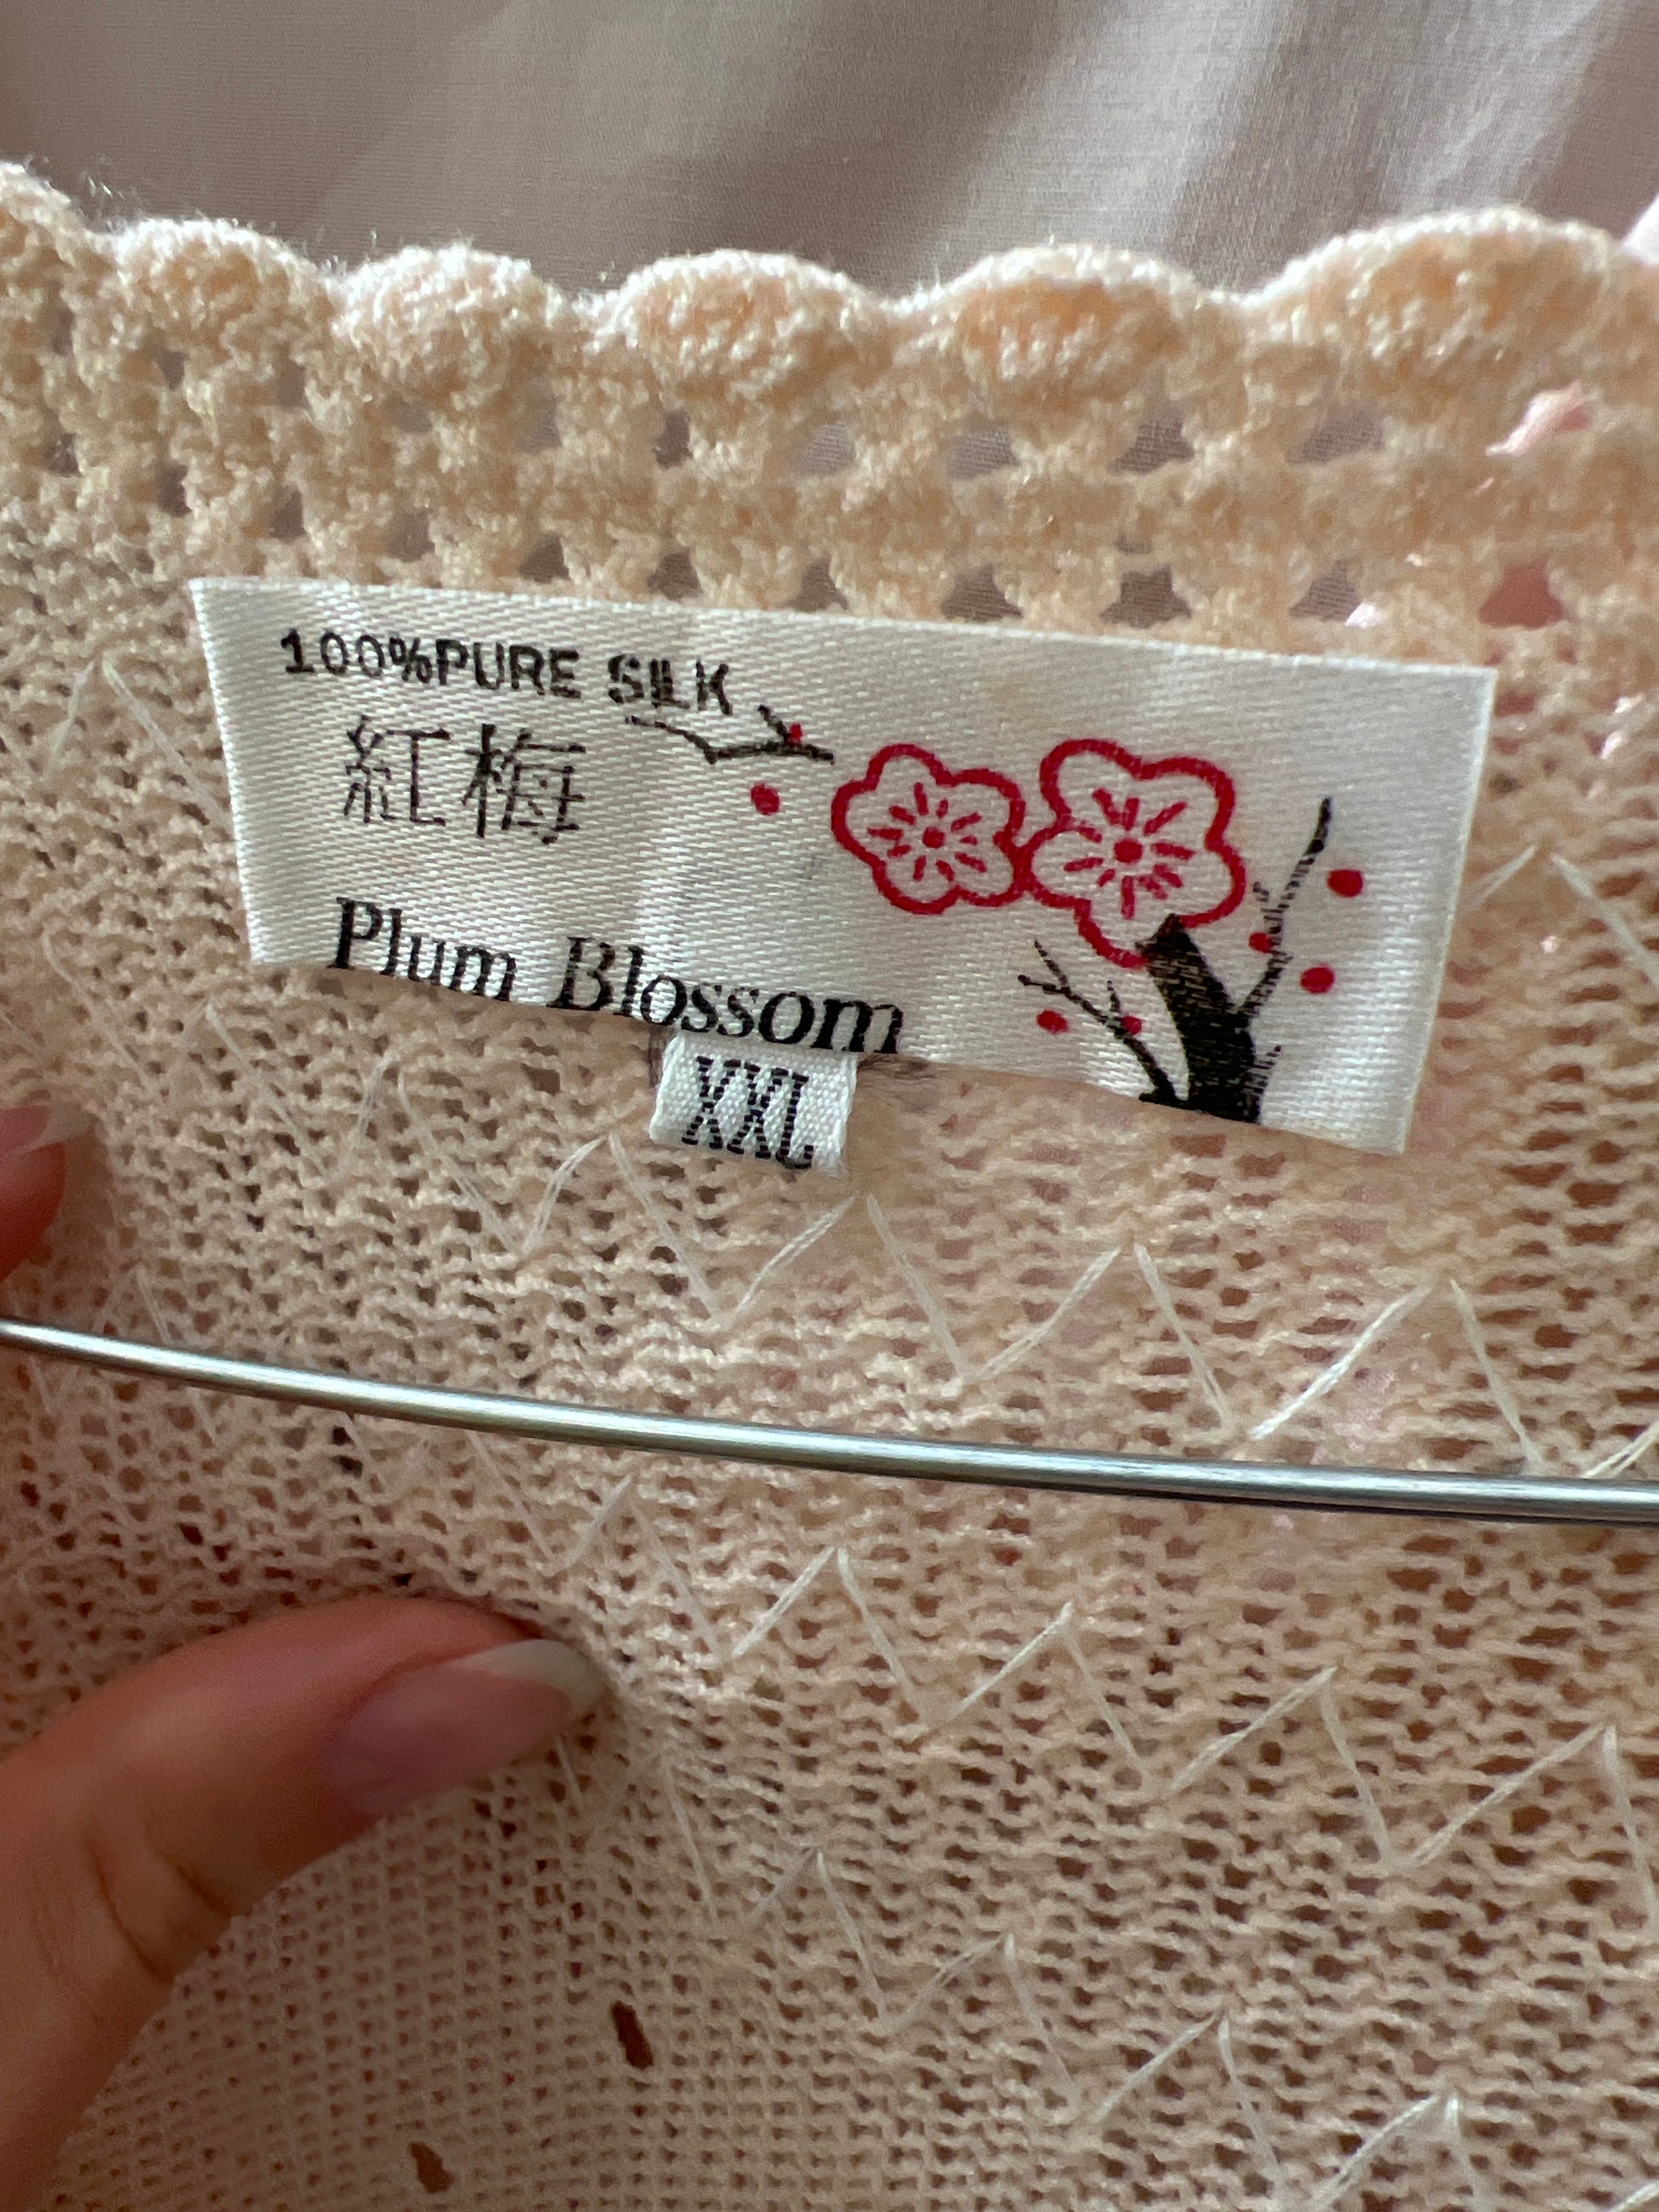 100%PURE SILK
紅梅
Plum Blossom
XXL